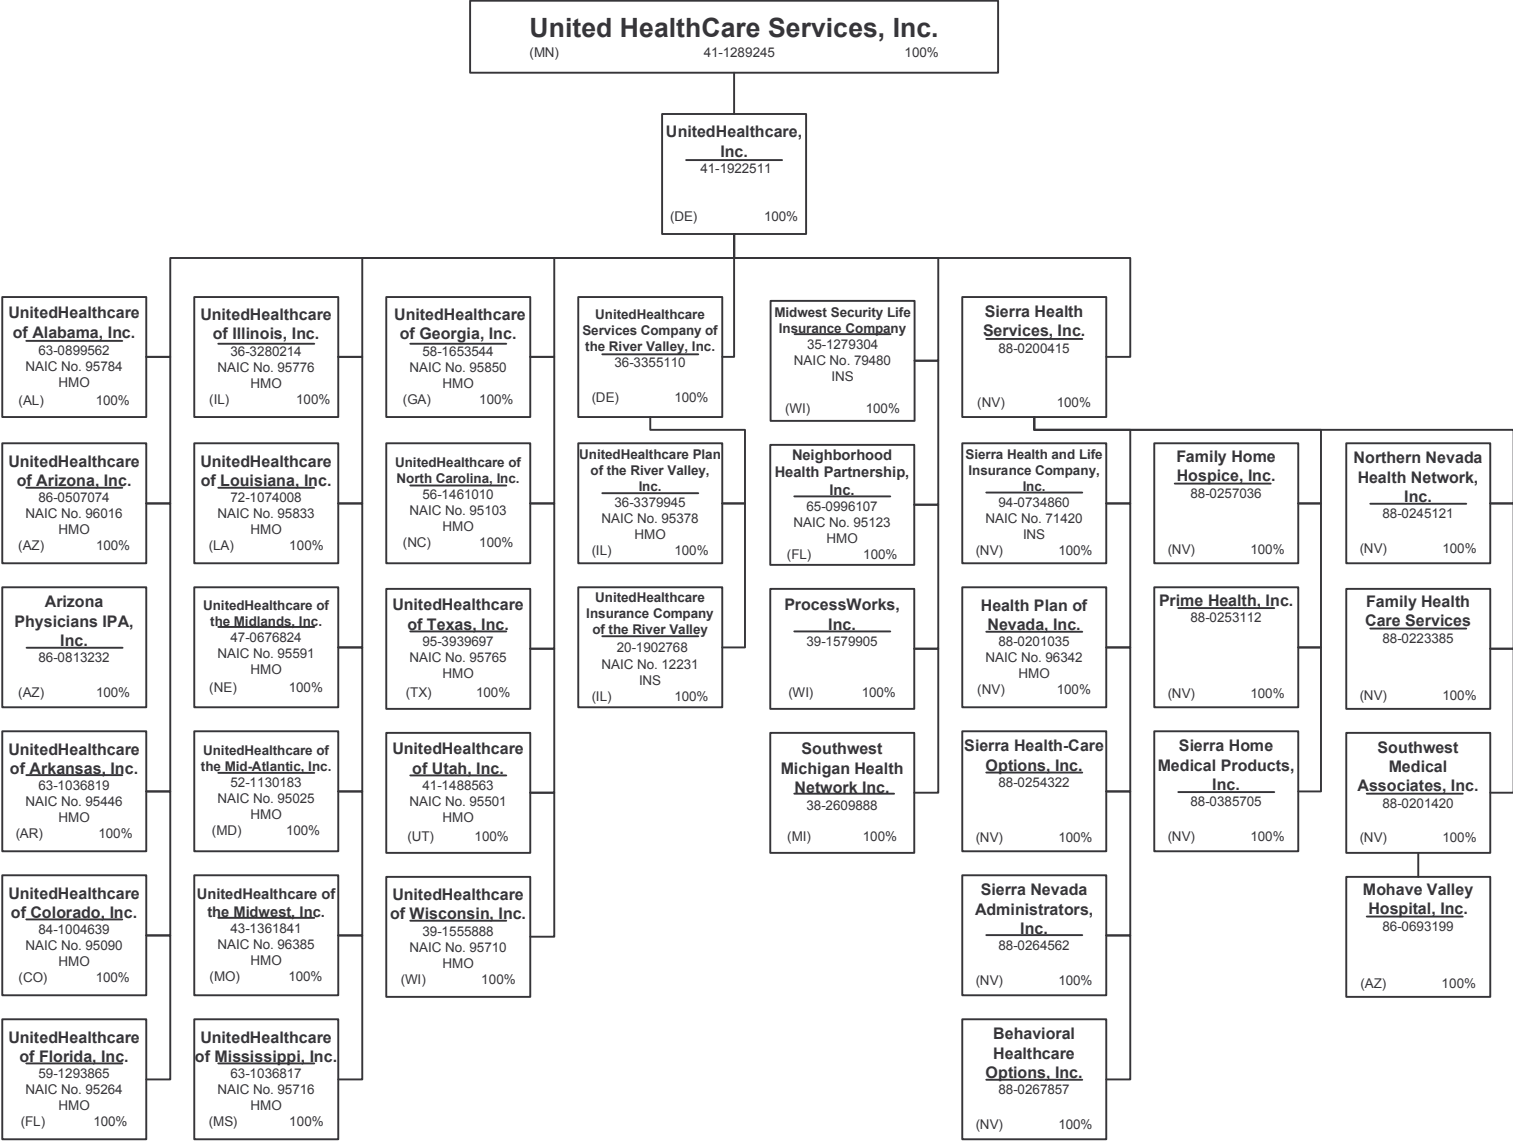 United HealthCare Services, Inc.
(MN) 41-1289245 100%
UnitedHealthcare,
Inc.
41-1922511
(DE) 100%
UnitedHealthcare
of Alabama, Inc.
63-0899562
NAIC No. 95784
HMO
(AL) 100%
UnitedHealthcare
of Illinois, Inc.
36-3280214
NAIC No. 95776
HMO
(IL) 100%
UnitedHealthcare
of Georgia, Inc.
58-1653544
NAIC No. 95850
HMO
(GA) 100%
UnitedHealthcare
Services Company of
the River Valley, Inc.
36-3355110
(DE) 100%
Midwest Security Life
Insurance Company
35-1279304
NAIC No. 79480
INS
(WI) 100%
Sierra Health
Services, Inc.
88-0200415
(NV) 100%
UnitedHealthcare
of Arizona, Inc.
86-0507074
NAIC No. 96016
HMO
(AZ) 100%
UnitedHealthcare
of Louisiana, Inc.
72-1074008
NAIC No. 95833
HMO
(LA) 100%
UnitedHealthcare of
North Carolina, Inc.
56-1461010
NAIC No. 95103
HMO
(NC) 100%
UnitedHealthcare Plan
of the River Valley,
Inc.
36-3379945
NAIC No. 95378
HMO
(IL) 100%
Neighborhood
Health Partnership,
Inc.
65-0996107
NAIC No. 95123
HMO
(FL) 100%
Sierra Health and Life
Insurance Company,
Inc.
94-0734860
NAIC No. 71420
INS
(NV) 100%
Family Home
Hospice, Inc.
88-0257036
(NV) 100%
Northern Nevada
Health Network,
Inc.
88-0245121
(NV) 100%
Arizona
Physicians IPA,
Inc.
86-0813232
(AZ) 100%
UnitedHealthcare of
the Midlands, Inc.
47-0676824
NAIC No. 95591
HMO
(NE) 100%
UnitedHealthcare
of Texas, Inc.
95-3939697
NAIC No. 95765
HMO
(TX) 100%
UnitedHealthcare
Insurance Company
of the River Valley
20-1902768
NAIC No. 12231
INS
(IL) 100%
ProcessWorks,
Inc.
39-1579905
(WI) 100%
Health Plan of
Nevada, Inc.
88-0201035
NAIC No. 96342
HMO
(NV) 100%
Prime Health, Inc.
88-0253112
(NV) 100%
Family Health
Care Services
88-0223385
(NV) 100%
UnitedHealthcare
of Arkansas, Inc.
63-1036819
NAIC No. 95446
HMO
(AR) 100%
UnitedHealthcare of
the Mid-Atlantic, Inc.
52-1130183
NAIC No. 95025
HMO
(MD) 100%
UnitedHealthcare
of Utah, Inc.
41-1488563
NAIC No. 95501
HMO
(UT) 100%
Southwest
Michigan Health
Network Inc.
38-2609888
(MI) 100%
Sierra Health-Care
Options, Inc.
88-0254322
(NV) 100%
Sierra Home
Medical Products,
Inc.
88-0385705
(NV) 100%
Southwest
Medical
Associates, Inc.
88-0201420
(NV) 100%
UnitedHealthcare
of Colorado, Inc.
84-1004639
NAIC No. 95090
HMO
(CO) 100%
UnitedHealthcare of
the Midwest, Inc.
43-1361841
NAIC No. 96385
HMO
(MO) 100%
UnitedHealthcare
of Wisconsin, Inc.
39-1555888
NAIC No. 95710
HMO
(WI) 100%
Sierra Nevada
Administrators,
Inc.
88-0264562
(NV) 100%
Mohave Valley
Hospital, Inc.
86-0693199
(AZ) 100%
UnitedHealthcare
of Florida, Inc.
59-1293865
NAIC No. 95264
HMO
(FL) 100%
UnitedHealthcare
of Mississippi, Inc.
63-1036817
NAIC No. 95716
HMO
(MS) 100%
Behavioral
Healthcare
Options, Inc.
88-0267857
(NV) 100%